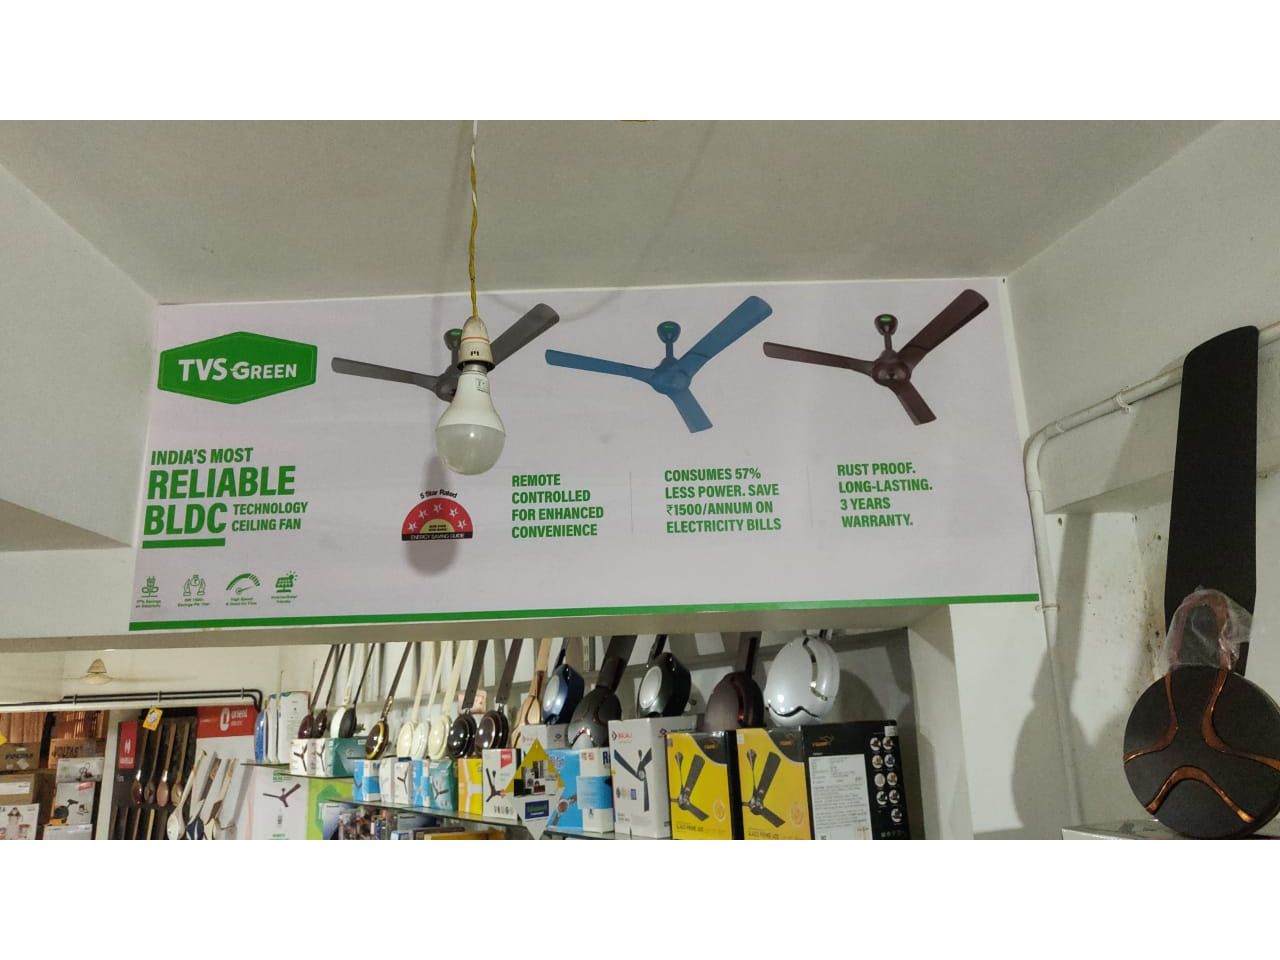 TVS GREEN
INDIA'S MOST
RELIABLE
BLDC
TECHNOLOGY
CEILING FAN
5 Star Rated
ENERGY SAVING GUIDE
REMOTE
CONTROLLED
FOR ENHANCED
CONVENIENCE
CONSUMES 57%
LESS POWER. SAVE
₹1500/ANNUM ON
ELECTRICITY BILLS
RUST PROOF.
LONG-LASTING.
3 YEARS
WARRANTY.
orient
BAJAJ